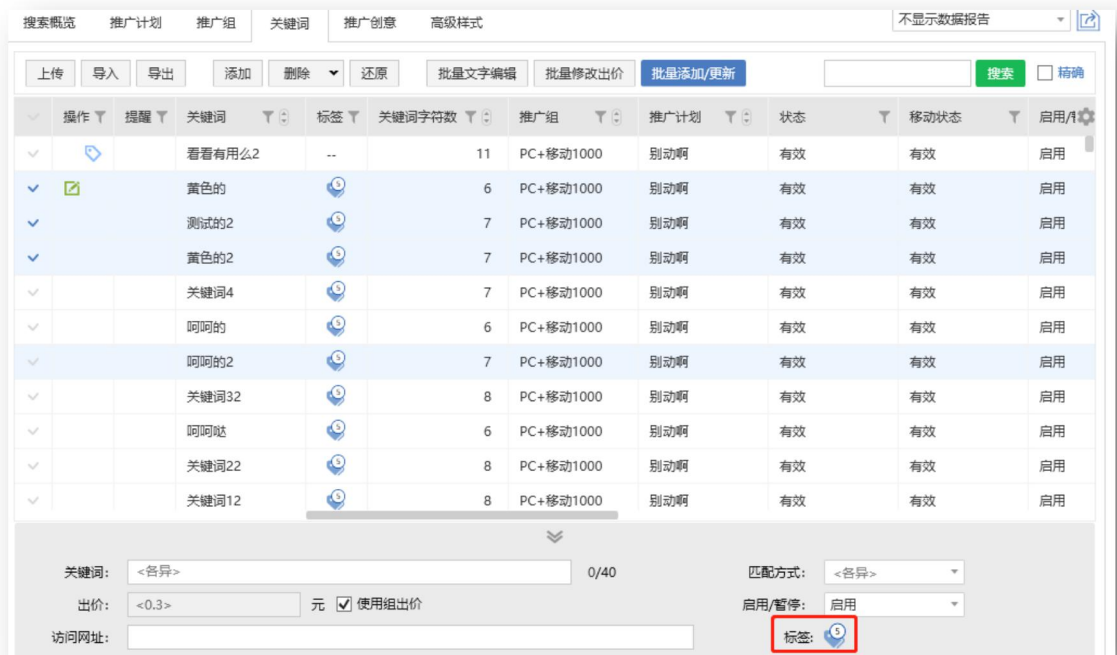 搜索概览 推广计划 推广组 关键词 推广创意 高级样式 不显示数据报告
上传 导入 导出 添加 删除 还原 批量文字编辑 批量修改出价 批量添加/更新 搜索 精确
操作 提醒 关键词 标签 关键词字符数 推广组 推广计划 状态 移动状态 启用/
看看有用么2 -- 11 PC+移动1000 别动啊 有效 有效 启用
黄色的 5 6 PC+移动1000 别动啊 有效 有效 启用
测试的2 5 7 PC+移动1000 别动啊 有效 有效 启用
黄色的2 5 7 PC+移动1000 别动啊 有效 有效 启用
关键词4 5 7 PC+移动1000 别动啊 有效 有效 启用
呵呵的 5 6 PC+移动1000 别动啊 有效 有效 启用
呵呵的2 5 7 PC+移动1000 别动啊 有效 有效 启用
关键词32 5 8 PC+移动1000 别动啊 有效 有效 启用
呵呵哒 5 6 PC+移动1000 别动啊 有效 有效 启用
关键词22 5 8 PC+移动1000 别动啊 有效 有效 启用
关键词12 5 8 PC+移动1000 别动啊 有效 有效 启用
关键词: <各异> 0/40 匹配方式: <各异>
出价: <0.3> 元 使用组出价 启用/暂停: 启用
访问网址: 标签: 5